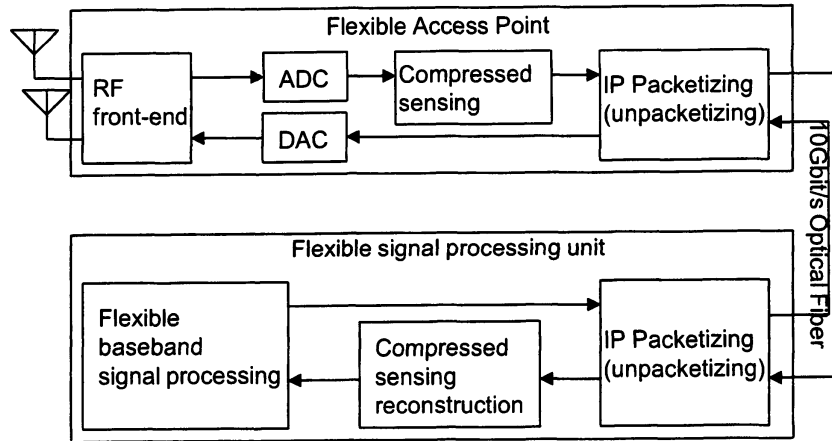 Flexible Access Point
RF
front-end
ADC
DAC
Compressed
sensing
IP Packetizing
(unpacketizing)
10Gbit/s Optical Fiber
Flexible signal processing unit
Flexible
baseband
signal processing
Compressed
sensing
reconstruction
IP Packetizing
(unpacketizing)